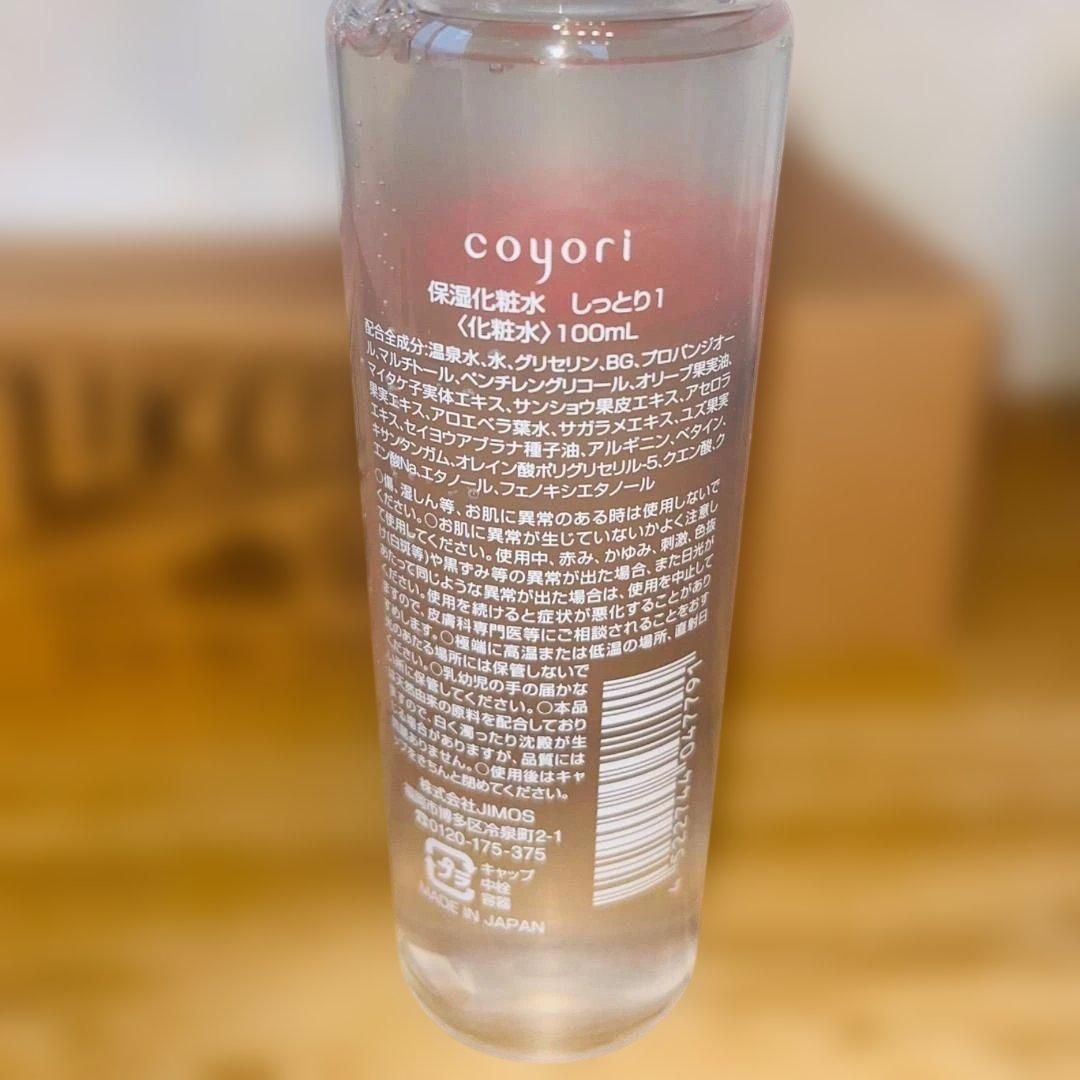 coyori
保湿化粧水 しっとり1
〈化粧水〉100mL
配合全成分:温泉水、水、グリセリン、BG、プロパンジオー
ル、マルチトール、ペンチレングリコール、オリーブ果実油、
マイタケ子実体エキス、サンショウ果皮エキス、アセロラ
果実エキス、アロエベラ葉水、サガラメエキス、ユズ果実
エキス、セイヨウアブラナ種子油、アルギニン、ベタイン、
キサンタンガム、オレイン酸ポリグリセリル-5、クエン酸、ク
エン酸Na、エタノール、フェノキシエタノール
○傷、湿しん等、お肌に異常のある時は使用しないで
ください。○お肌に異常が生じていないかよく注意し
て使用してください。使用中、赤み、かゆみ、刺激、色抜
け(白斑等)や黒ずみ等の異常が出た場合、また日光が
あたって同じような異常が出た場合は、使用を中止して
ください。使用を続けると症状が悪化することがあり
ますので、皮膚科専門医等にご相談されることをおす
すめします。○極端に高温または低温の場所、直射日
光のあたる場所には保管しないで
ください。○乳幼児の手の届かな
い所に保管してください。○本品
は天然由来の原料を配合しており
ますので、白く濁ったり沈殿が生
じる場合がありますが、品質には
問題ありません。○使用後はキャ
ップをきちんと閉めてください。
株式会社JIMOS
福岡市博多区冷泉町2-1
☎0120-175-375
プラ
キャップ
中栓
容器
MADE IN JAPAN
4 522744 047791